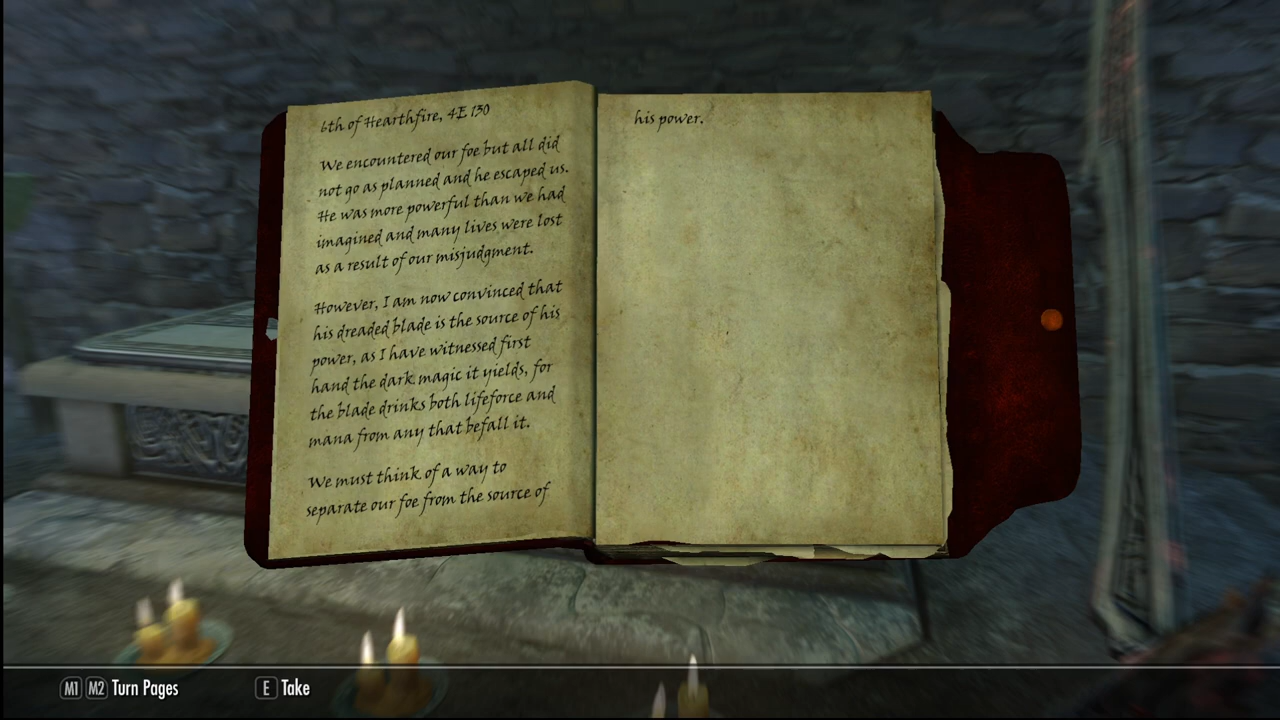 6th of Hearthfire, 4E 130
We encountered our foe but all did
not go as planned and he escaped us.
He was more powerful than we had
imagined and many lives were lost
as a result of our misjudgment.
However, I am now convinced that
his dreaded blade is the source of his
power, as I have witnessed first
hand the dark magic it yields, for
the blade drinks both lifeforce and
mana from any that befall it.
We must think of a way to
separate our foe from the source of
his power.
M1 M2 Turn Pages
E Take